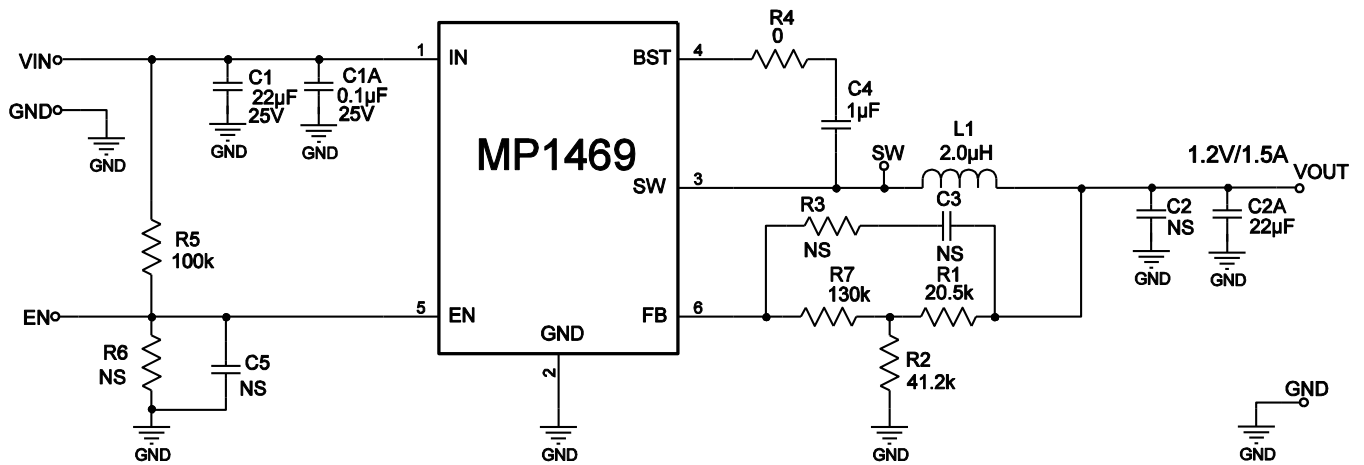 VIN
GND
GND
C1
22µF
25V
GND
C1A
0.1µF
25V
GND
R5
100k
EN
R6
NS
C5
NS
GND
1
IN
5
EN
MP1469
GND
2
GND
BST
4
SW
3
FB
6
R4
0
C4
1µF
SW
L1
2.0µH
R3
NS
C3
NS
R7
130k
R1
20.5k
R2
41.2k
GND
1.2V/1.5A
VOUT
C2
NS
GND
C2A
22µF
GND
GND
GND